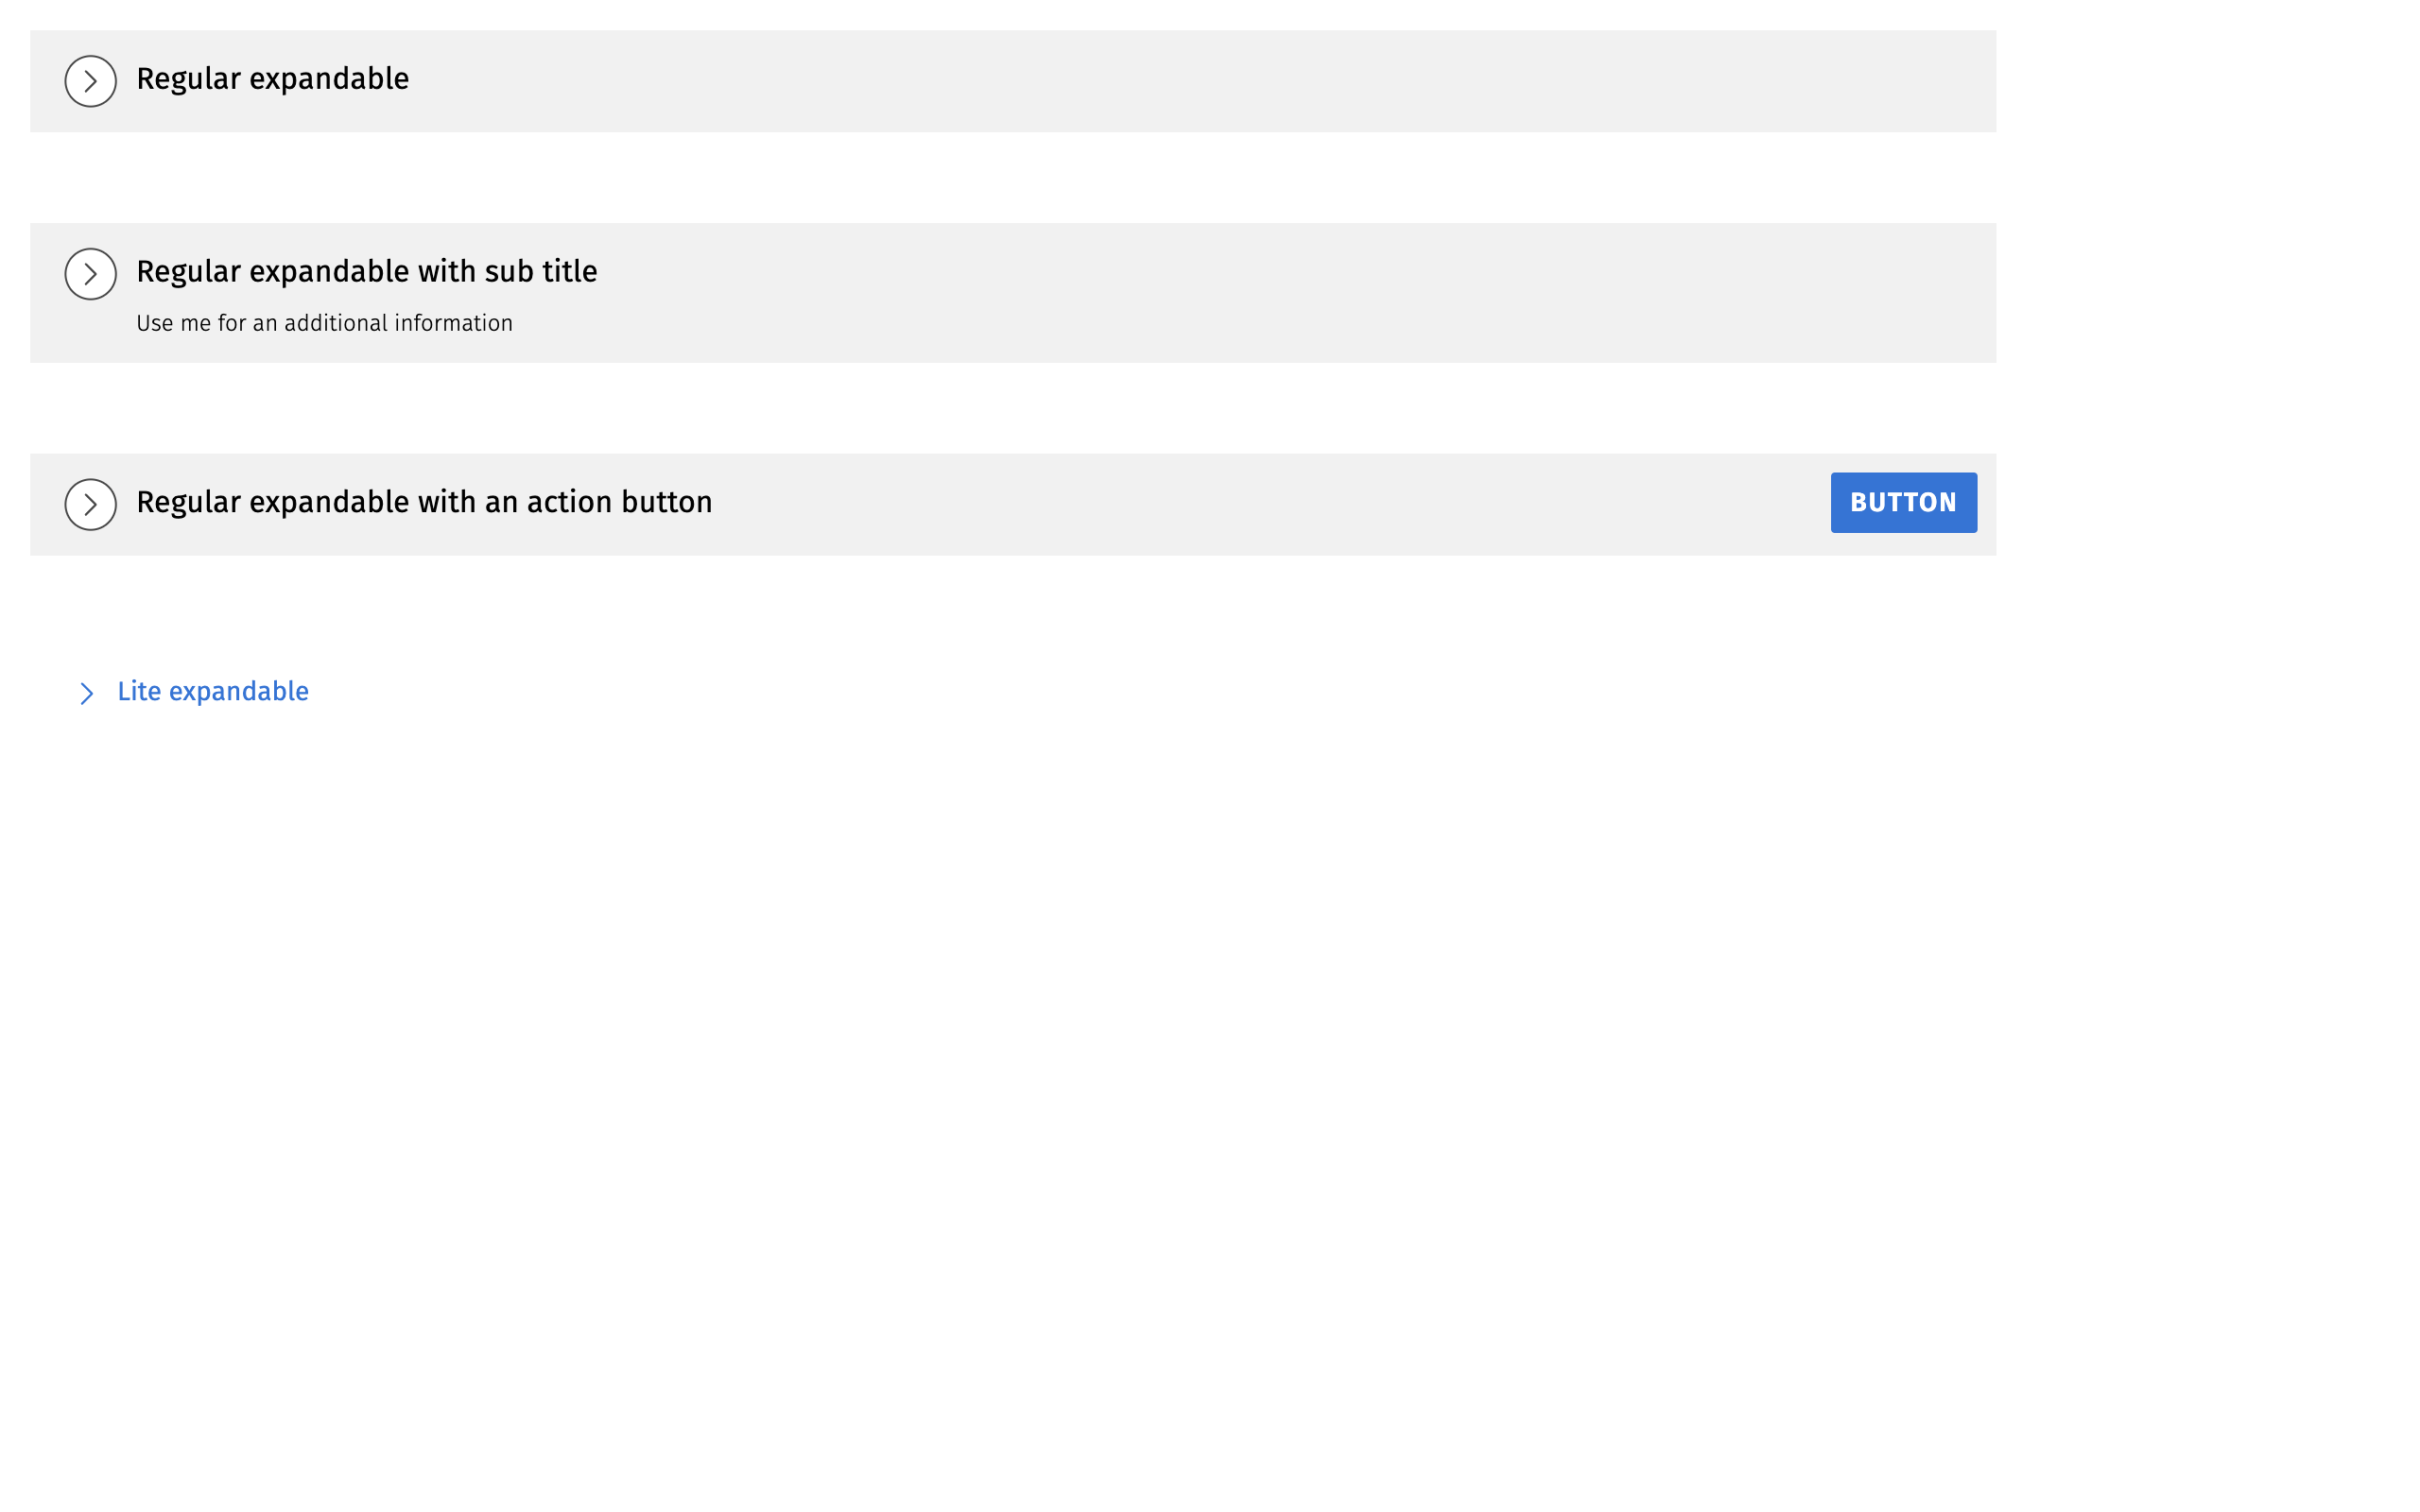 Regular expandable
Regular expandable with sub title
Use me for an additional information
Regular expandable with an action button
BUTTON
Lite expandable